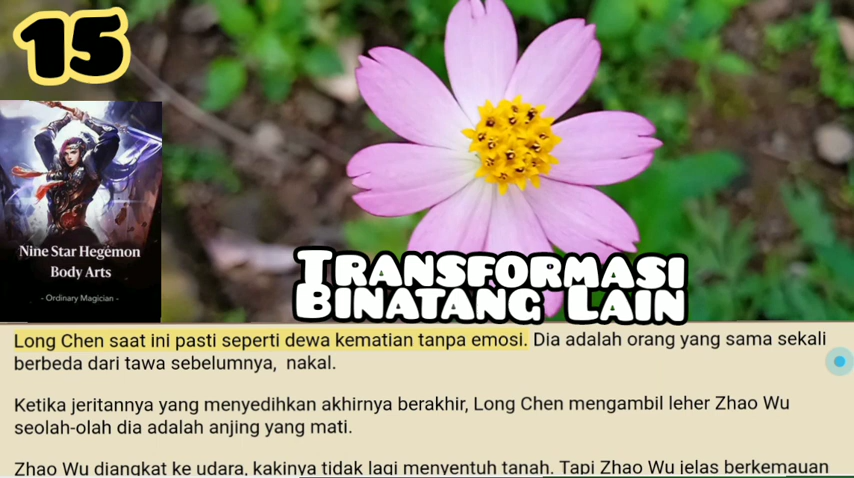 15
Nine Star Hegemon
Body Arts
- Ordinary Magician -
Transformasi
Binatang Lain
Long Chen saat ini pasti seperti dewa kematian tanpa emosi. Dia adalah orang yang sama sekali
berbeda dari tawa sebelumnya, nakal.
Ketika jeritannya yang menyedihkan akhirnya berakhir, Long Chen mengambil leher Zhao Wu
seolah-olah dia adalah anjing yang mati.
Zhao Wu diangkat ke udara, kakinya tidak lagi menyentuh tanah. Tapi Zhao Wu jelas berkemauan